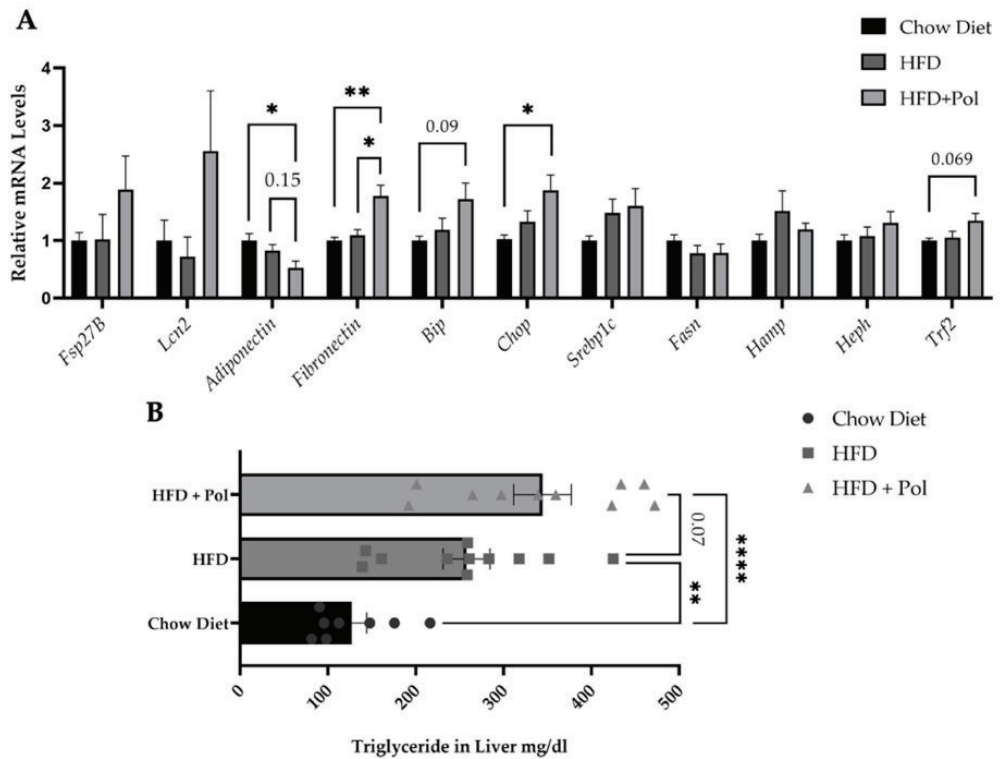 A
Chow Diet
HFD
HFD+Pol
Relative mRNA Levels
4
3
2
1
0
*
0.15
**
*
0.09
*
0.069
Fsp27B
Lcn2
Adiponectin
Fibronectin
Bip
Chop
Srebp1c
Fasn
Hamp
Heph
Trf2
B
Chow Diet
HFD
HFD + Pol
HFD + Pol
HFD
Chow Diet
0.07
**
****
0
100
200
300
400
500
Triglyceride in Liver mg/dl